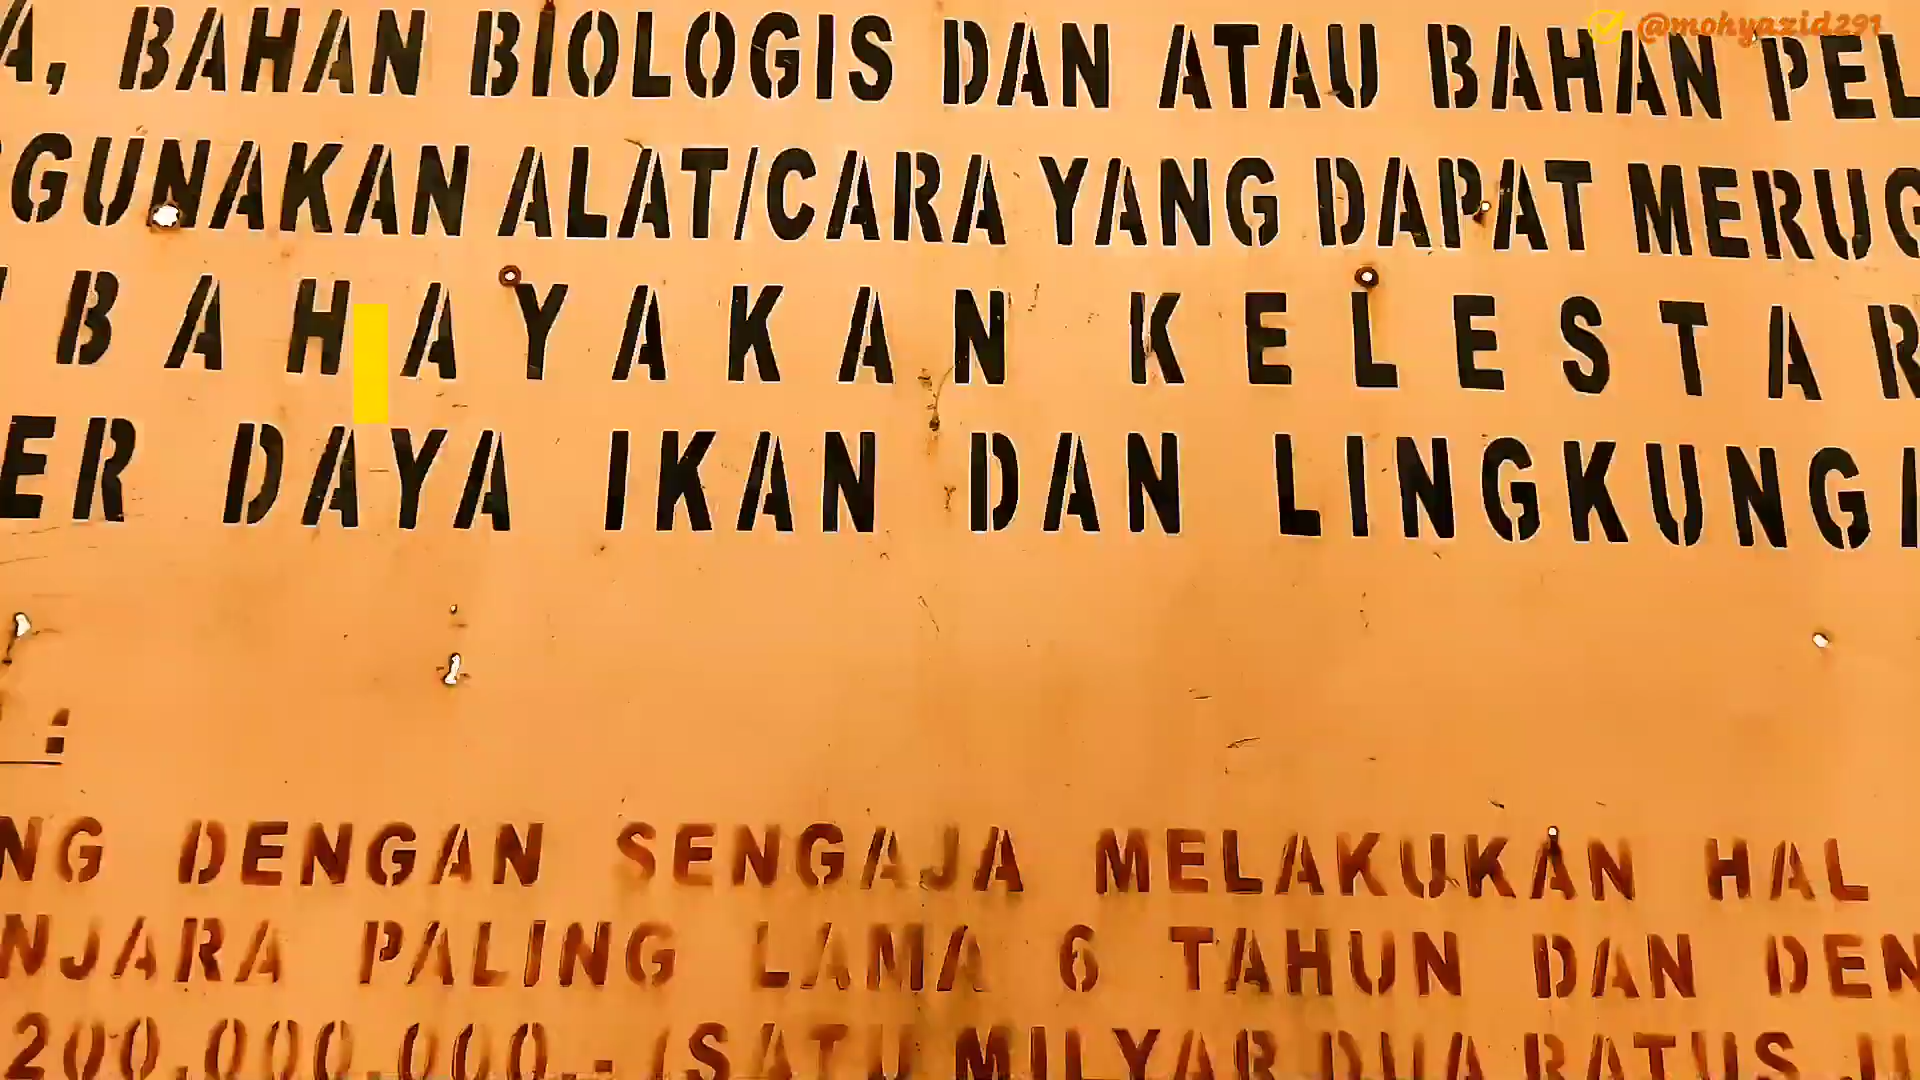 @mohyazid291
A, BAHAN BIOLOGIS DAN ATAU BAHAN PEL
GUNAKAN ALAT/CARA YANG DAPAT MERUG
BAHAYAKAN KELESTAR
ER DAYA IKAN DAN LINGKUNG
:
NG DENGAN SENGAJA MELAKUKAN HAL
NJARA PALING LAMA 6 TAHUN DAN DEN
200.000.000.- (SATU MILYAR DUA RATUS JU